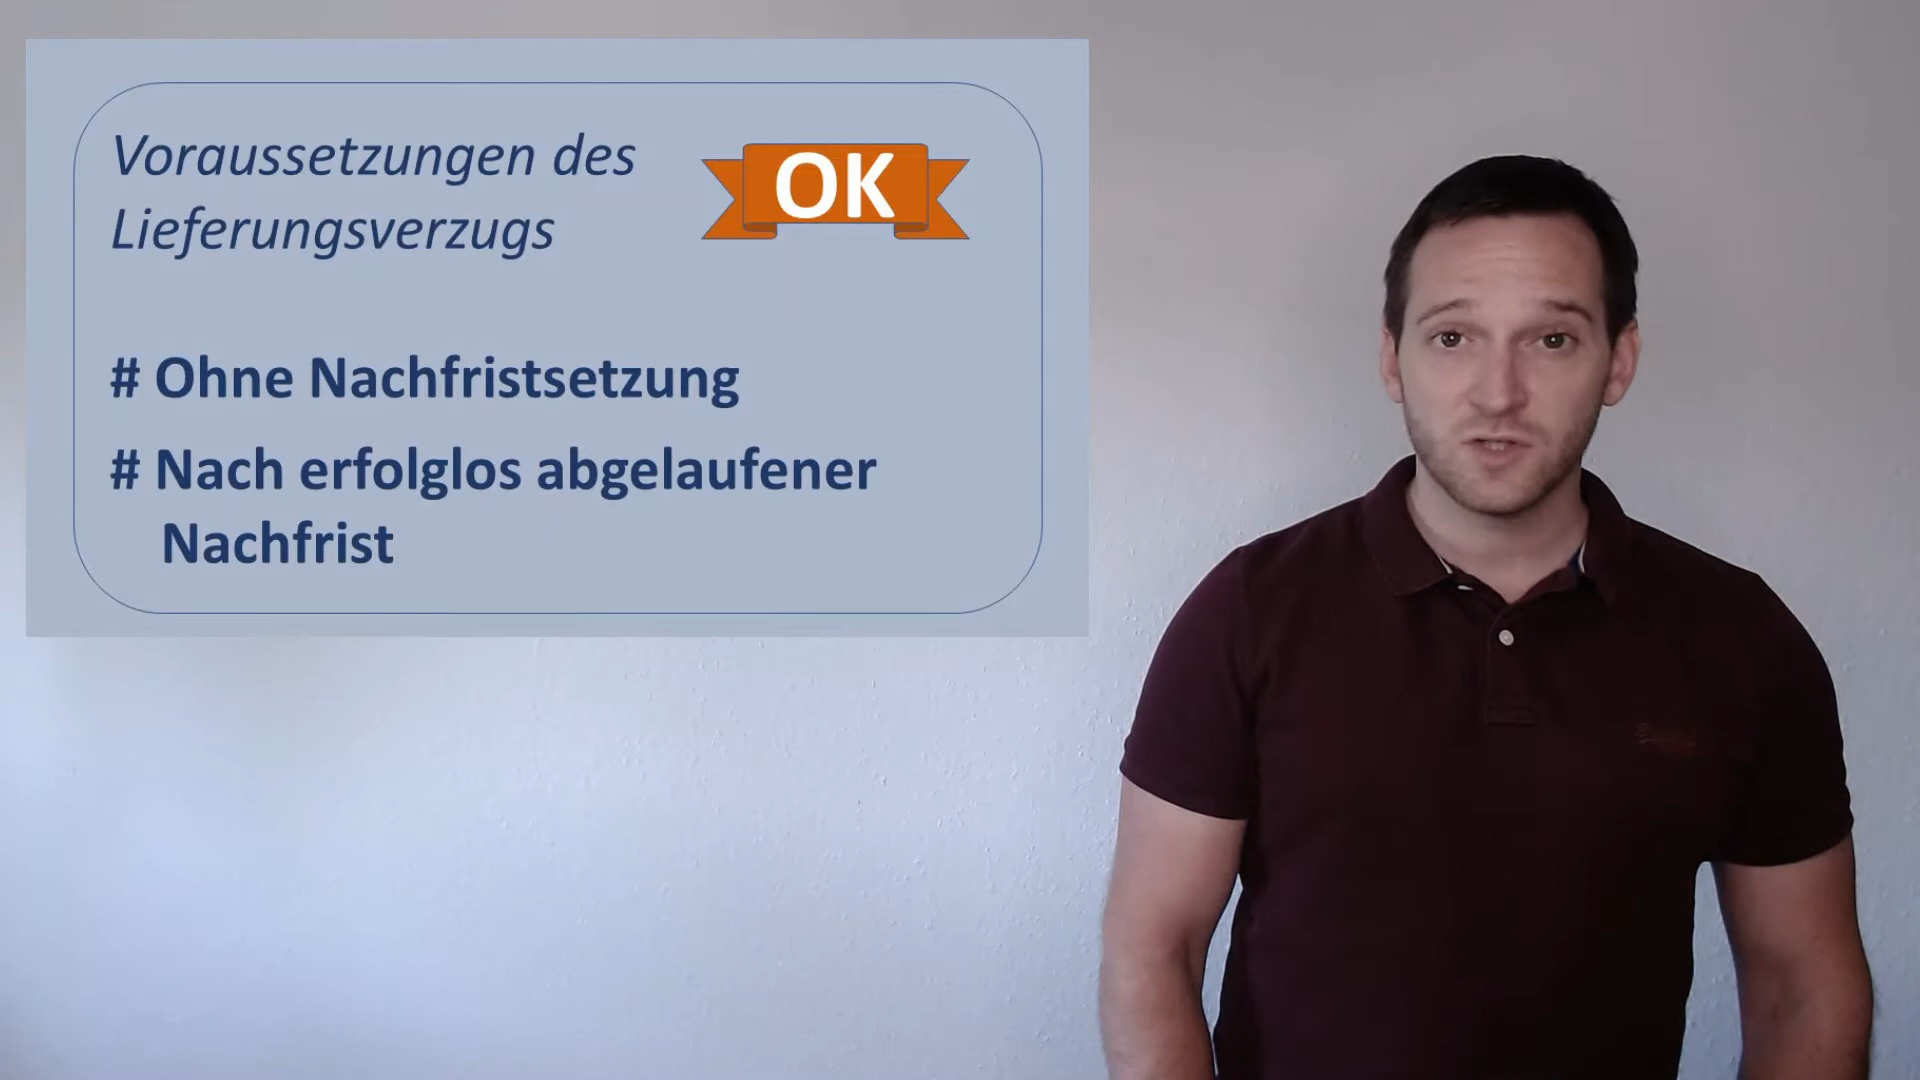 Voraussetzungen des
Lieferungsverzugs
OK
# Ohne Nachfristsetzung
# Nach erfolglos abgelaufener
Nachfrist